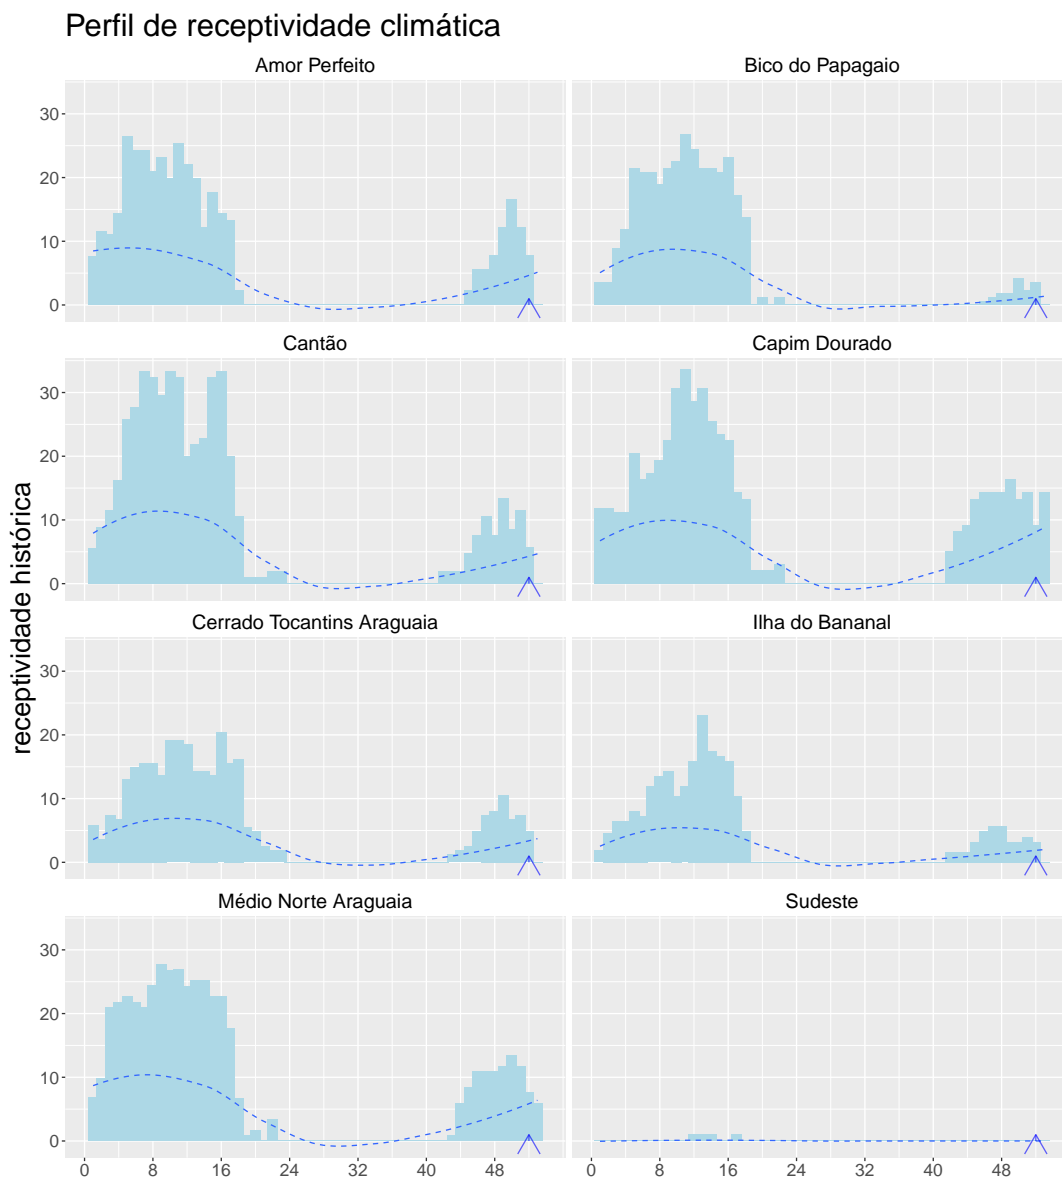 Perfil de receptividade climática
Amor Perfeito
Bico do Papagaio
30
20
10
0
Cantão
Capim Dourado
30
20
10
0
receptividade histórica
Cerrado Tocantins Araguaia
Ilha do Bananal
30
20
10
0
Médio Norte Araguaia
Sudeste
30
20
10
0
0 8 16 24 32 40 48
0 8 16 24 32 40 48